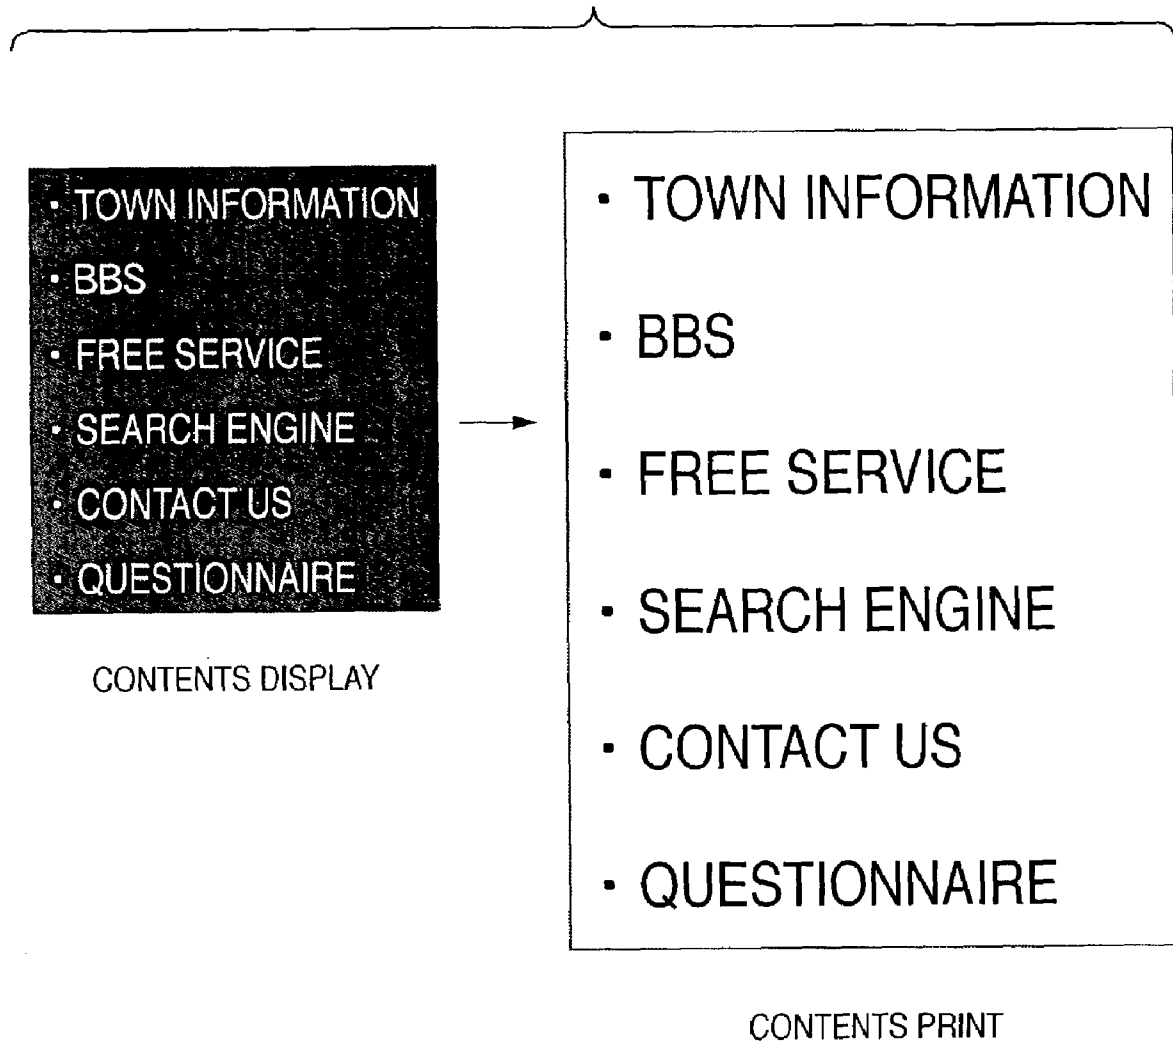 · TOWN INFORMATION
· BBS
· FREE SERVICE
· SEARCH ENGINE
· CONTACT US
· QUESTIONNAIRE
CONTENTS DISPLAY
· TOWN INFORMATION
· BBS
· FREE SERVICE
· SEARCH ENGINE
· CONTACT US
· QUESTIONNAIRE
CONTENTS PRINT